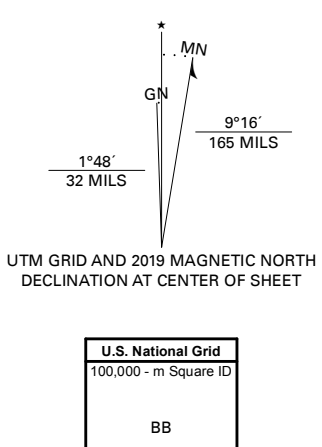 ★
MN
GN
9°16´
165 MILS
1°48´
32 MILS
UTM GRID AND 2019 MAGNETIC NORTH
DECLINATION AT CENTER OF SHEET
U.S. National Grid
100,000 - m Square ID
BB